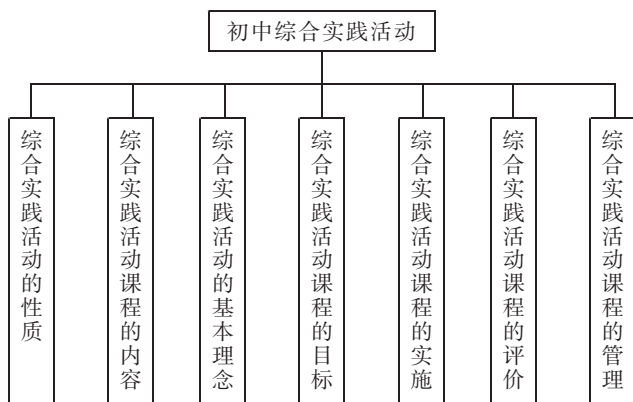 初中综合实践活动
综合实践活动的性质
综合实践活动课程的内容
综合实践活动的基本理念
综合实践活动课程的目标
综合实践活动课程的实施
综合实践活动课程的评价
综合实践活动课程的管理